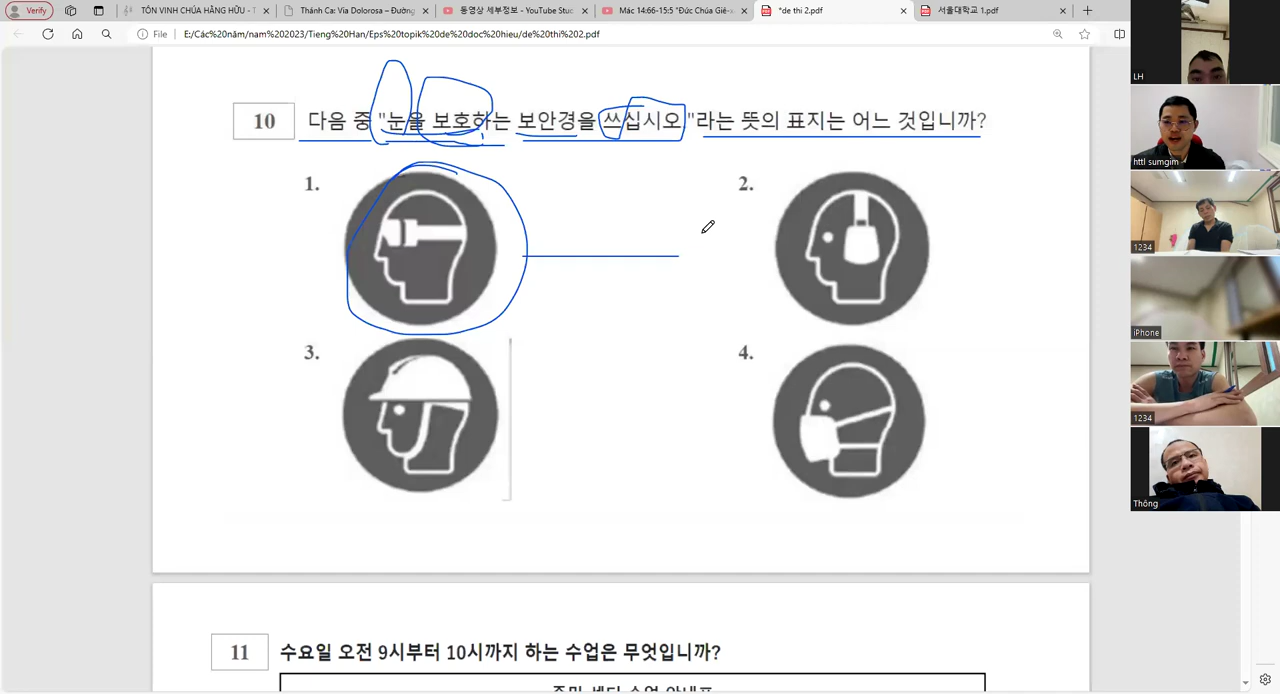 Verify
TÔN VINH CHÚA HẰNG HỮU - T
Thánh Ca: Via Dolorosa – Đường
동영상 세부정보 - YouTube Stu
Mác 14:66-15:5 "Đức Chúa Giê-x
*de thi 2.pdf
서울대학교 1.pdf
File
E:/Các%20năm/nam%202023/Tieng%20Han/Eps%20topik%20de%20doc%20hieu/de%20thi%202.pdf
10
다음 중 "눈을 보호하는 보안경을 쓰십시오 "라는 뜻의 표지는 어느 것입니까?
1.
2.
3.
4.
11
수요일 오전 9시부터 10시까지 하는 수업은 무엇입니까?
LH
httl sumgim
1234
iPhone
1234
Thông